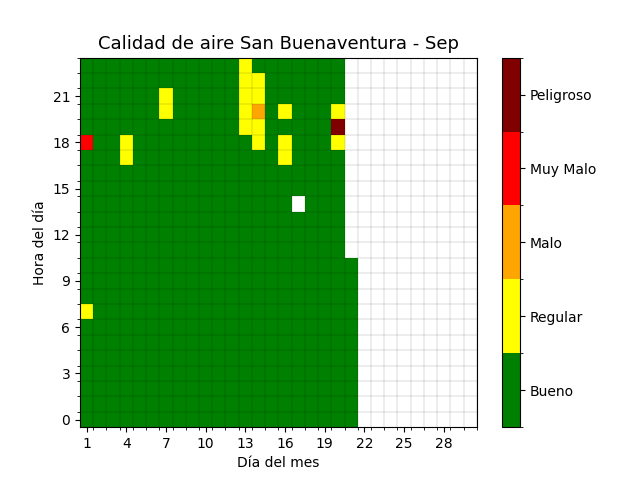 Calidad de aire San Buenaventura - Sep
Hora del día
21
18
15
12
9
6
3
0
1 4 7 10 13 16 19 22 25 28
Día del mes
Peligroso
Muy Malo
Malo
Regular
Bueno